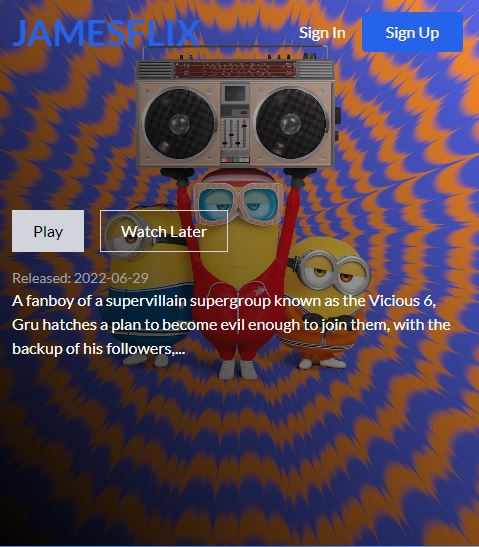 JAMESFLIX
Sign In
Sign Up
Play
Watch Later
Released: 2022-06-29
A fanboy of a supervillain supergroup known as the Vicious 6,
Gru hatches a plan to become evil enough to join them, with the
backup of his followers,...